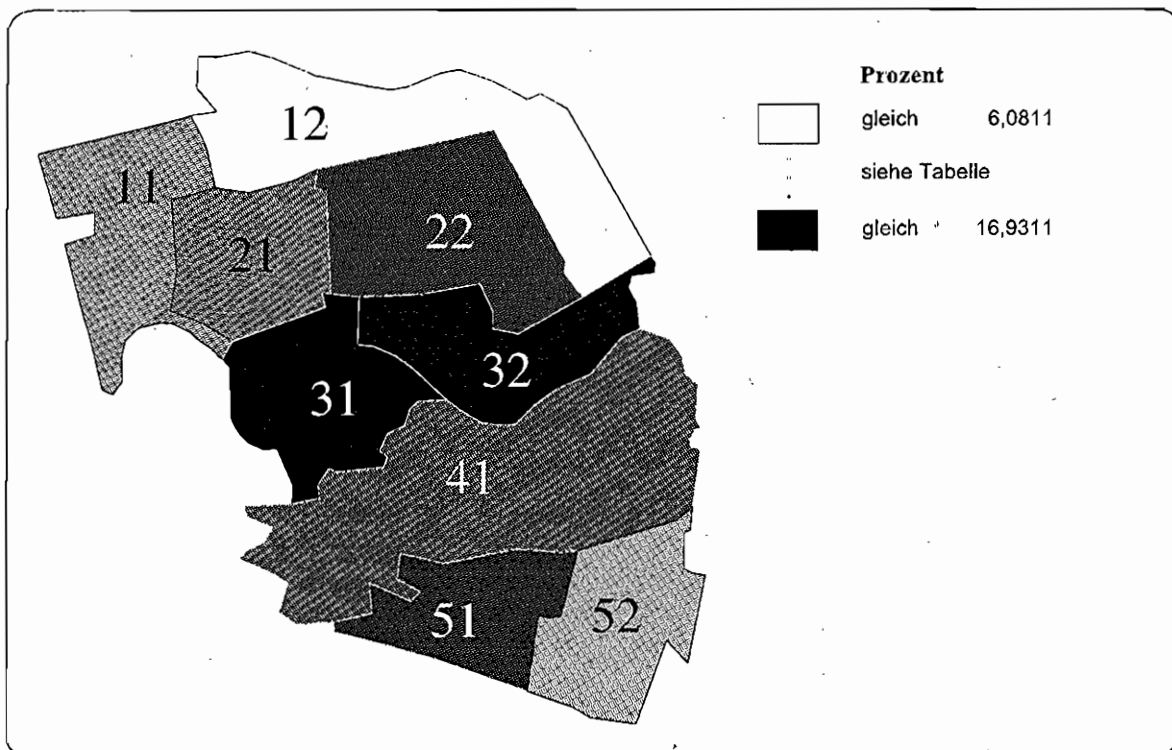 Prozent
gleich 6,0811
siehe Tabelle
gleich 16,9311
12
11
22
21
32
31
41
52
51